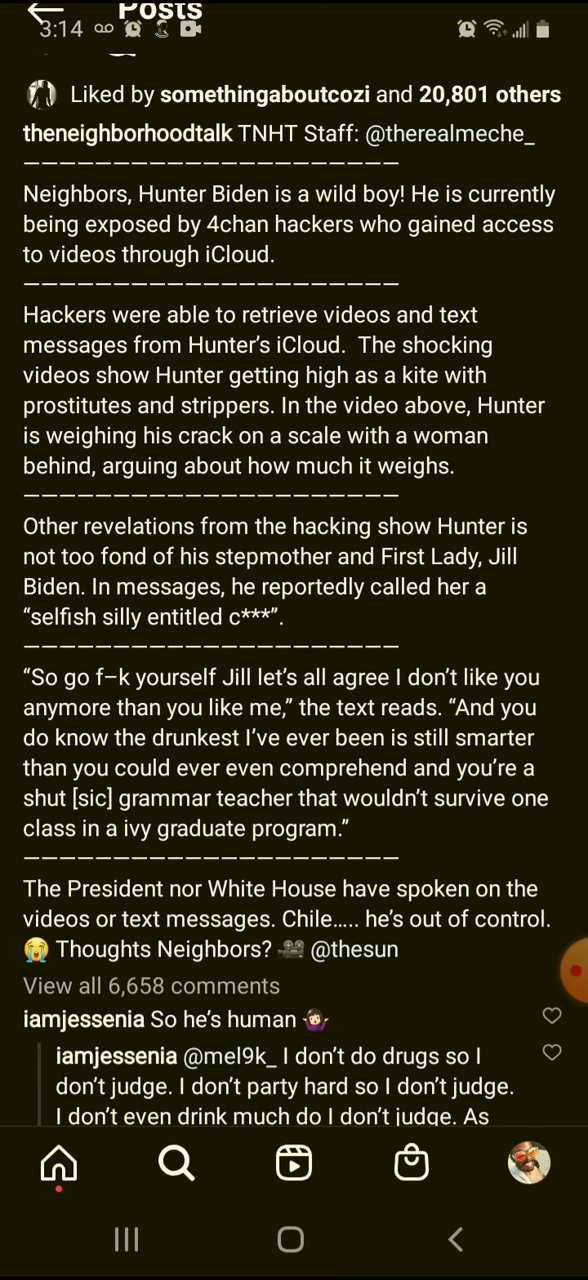 Posts
3:14
Liked by somethingaboutcozi and 20,801 others
theneighborhoodtalk TNHT Staff: @therealmeche_
—————————————————————
Neighbors, Hunter Biden is a wild boy! He is currently
being exposed by 4chan hackers who gained access
to videos through iCloud.
—————————————————————
Hackers were able to retrieve videos and text
messages from Hunter’s iCloud.  The shocking
videos show Hunter getting high as a kite with
prostitutes and strippers. In the video above, Hunter
is weighing his crack on a scale with a woman
behind, arguing about how much it weighs.
—————————————————————
Other revelations from the hacking show Hunter is
not too fond of his stepmother and First Lady, Jill
Biden. In messages, he reportedly called her a
“selfish silly entitled c***”.
—————————————————————
“So go f–k yourself Jill let’s all agree I don’t like you
anymore than you like me,” the text reads. “And you
do know the drunkest I’ve ever been is still smarter
than you could ever even comprehend and you’re a
shut [sic] grammar teacher that wouldn’t survive one
class in a ivy graduate program.”
—————————————————————
The President nor White House have spoken on the
videos or text messages. Chile….. he’s out of control.
😭 Thoughts Neighbors? 🎥 @thesun
View all 6,658 comments
iamjessenia So he’s human 🤷🏻‍♀️
iamjessenia @mel9k_ I don’t do drugs so I
don’t judge. I don’t party hard so I don’t judge.
I don’t even drink much do I don’t judge. As